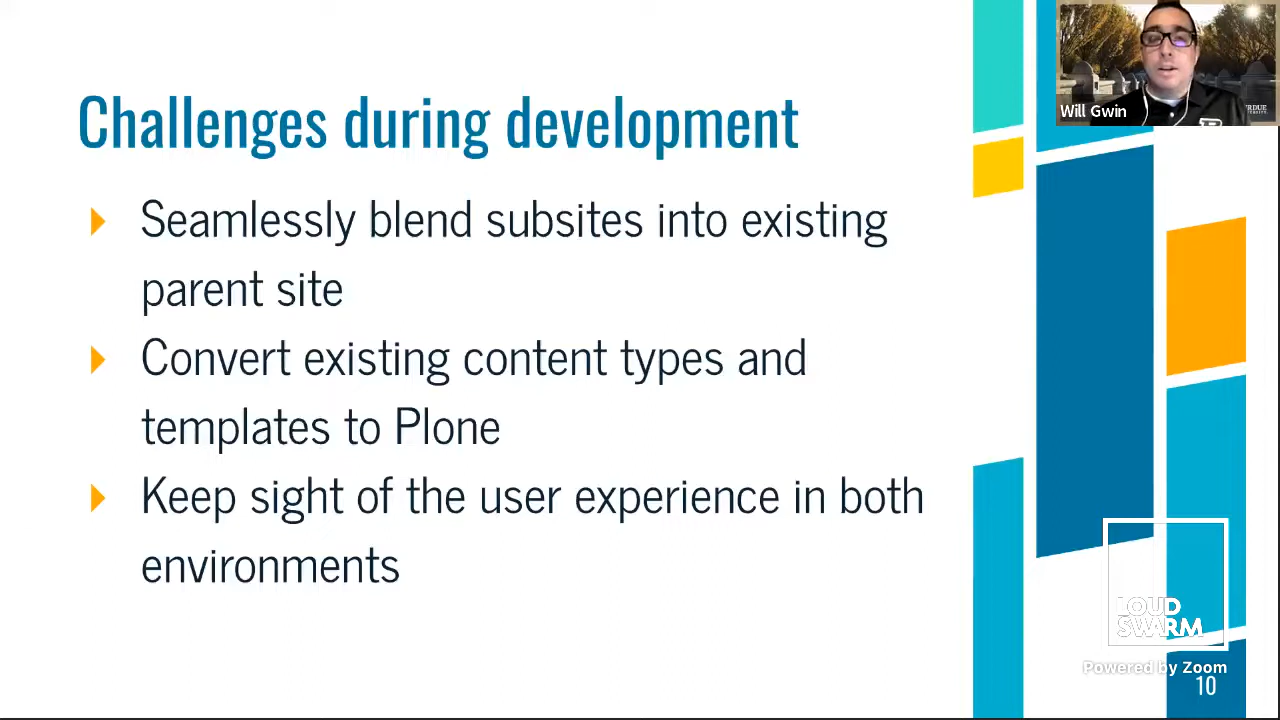 Challenges during development
Seamlessly blend subsites into existing
parent site
Convert existing content types and
templates to Plone
Keep sight of the user experience in both
environments
Will Gwin
LOUD
SWARM
Powered by Zoom
10